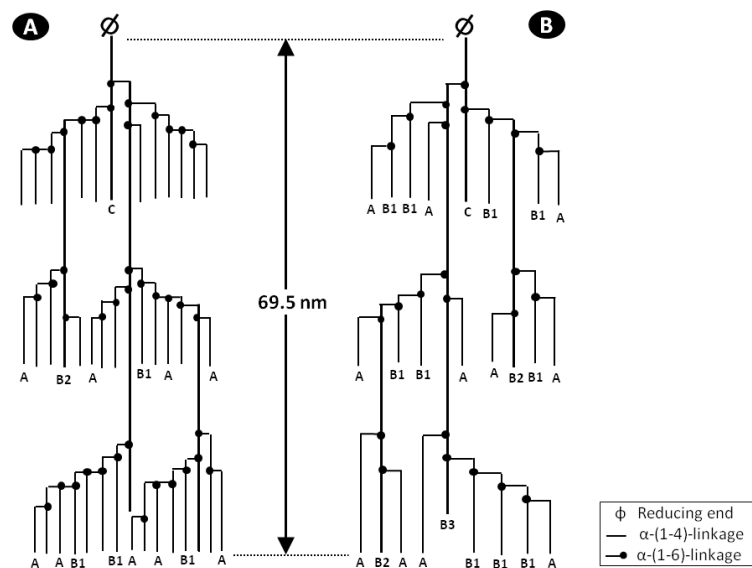 A
Ø
Ø
B
C
A B1 B1 A C B1 B1 A
69.5 nm
A B2 A B1 A A
A B1 B1 A A B2 B1 A
B3
A A B1 B1 A A B1 A
A B2 A A B1 B1 B1 A
ϕ Reducing end
α-(1-4)-linkage
α-(1-6)-linkage